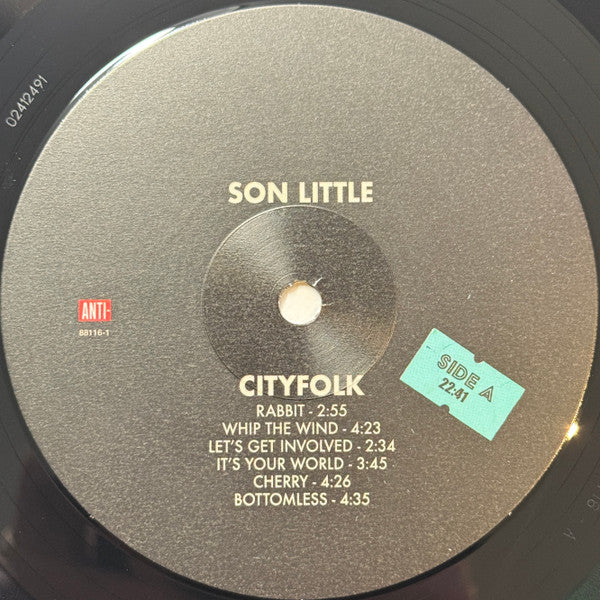 02412491
SON LITTLE
ANTI-
88116-1
SIDE A
22:41
CITYFOLK
RABBIT - 2:55
WHIP THE WIND - 4:23
LET'S GET INVOLVED - 2:34
IT'S YOUR WORLD - 3:45
CHERRY - 4:26
BOTTOMLESS - 4:35